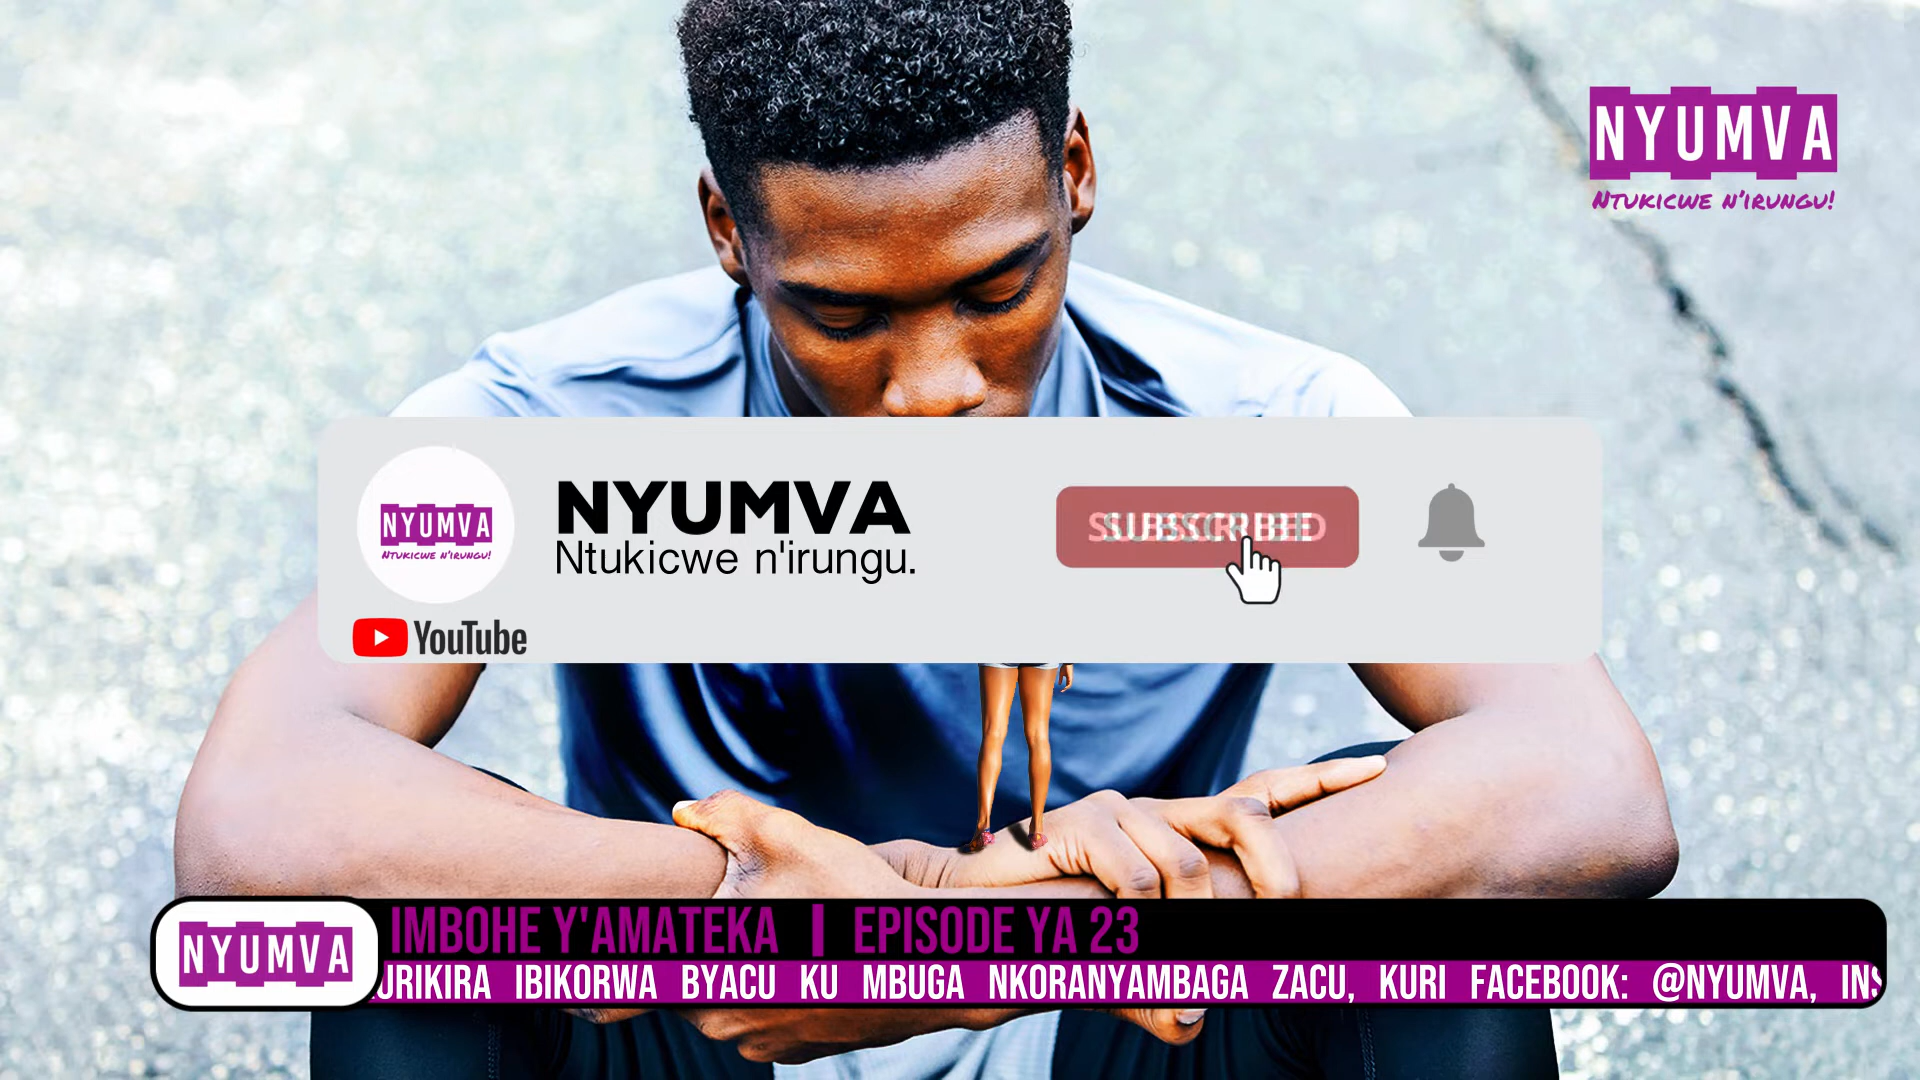 NYUMVA
NTUKICWE N'IRUNGU!
NYUMVA
NTUKICWE N'IRUNGU!
NYUMVA
Ntukicwe n'irungu.
YouTube
NYUMVA
IMBOHE Y'AMATEKA | EPISODE YA 23
IBIKORWA BYACU KU MBUGA NKORANYAMBAGA ZACU, KURI FACEBOOK: @NYUMVA,